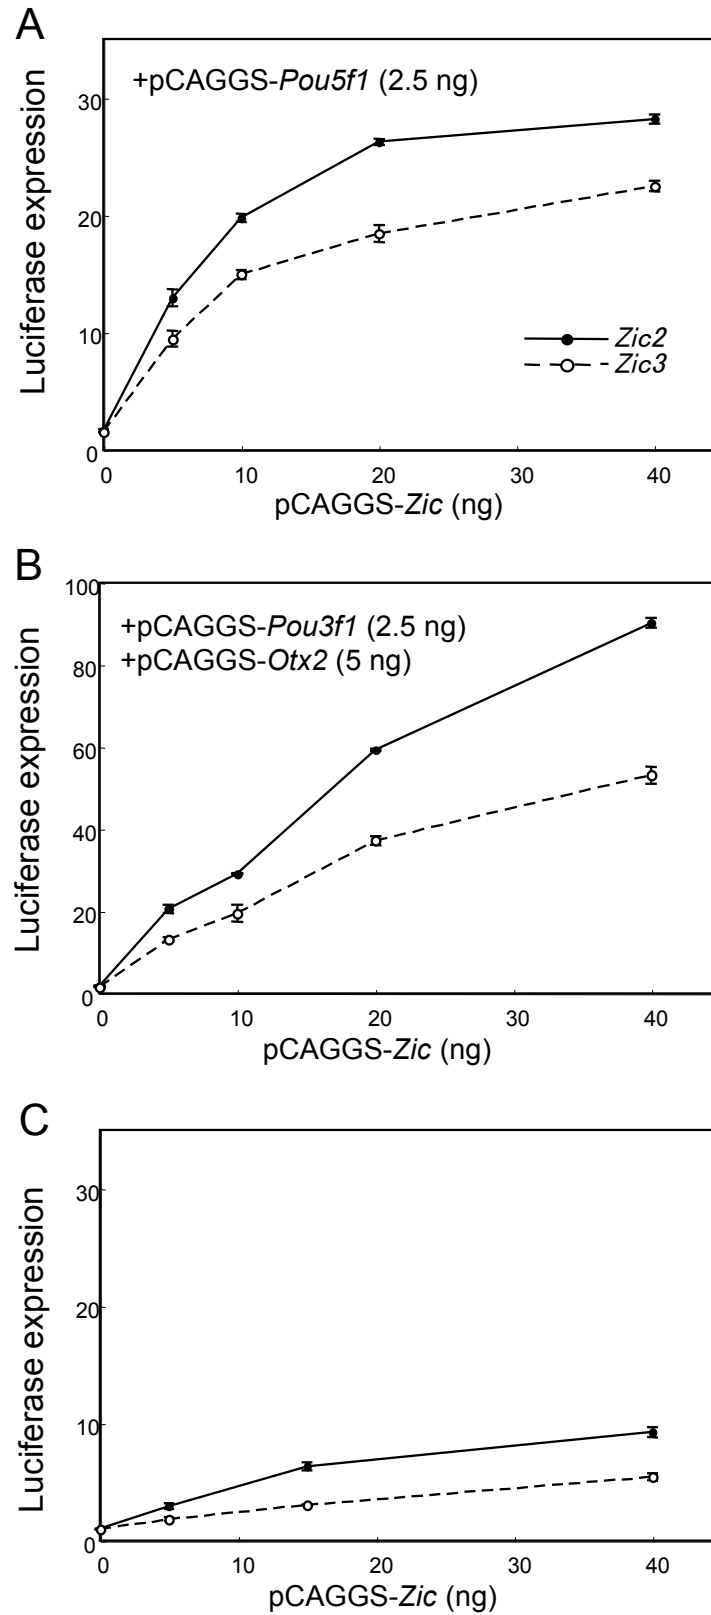 A
+pCAGGS-Pou5f1 (2.5 ng)
Luciferase expression
30
20
10
0
Zic2
Zic3
0 10 20 30 40
pCAGGS-Zic (ng)
B
+pCAGGS-Pou3f1 (2.5 ng)
+pCAGGS-Otx2 (5 ng)
Luciferase expression
100
80
60
40
20
0
0 10 20 30 40
pCAGGS-Zic (ng)
C
Luciferase expression
30
20
10
0
0 10 20 30 40
pCAGGS-Zic (ng)